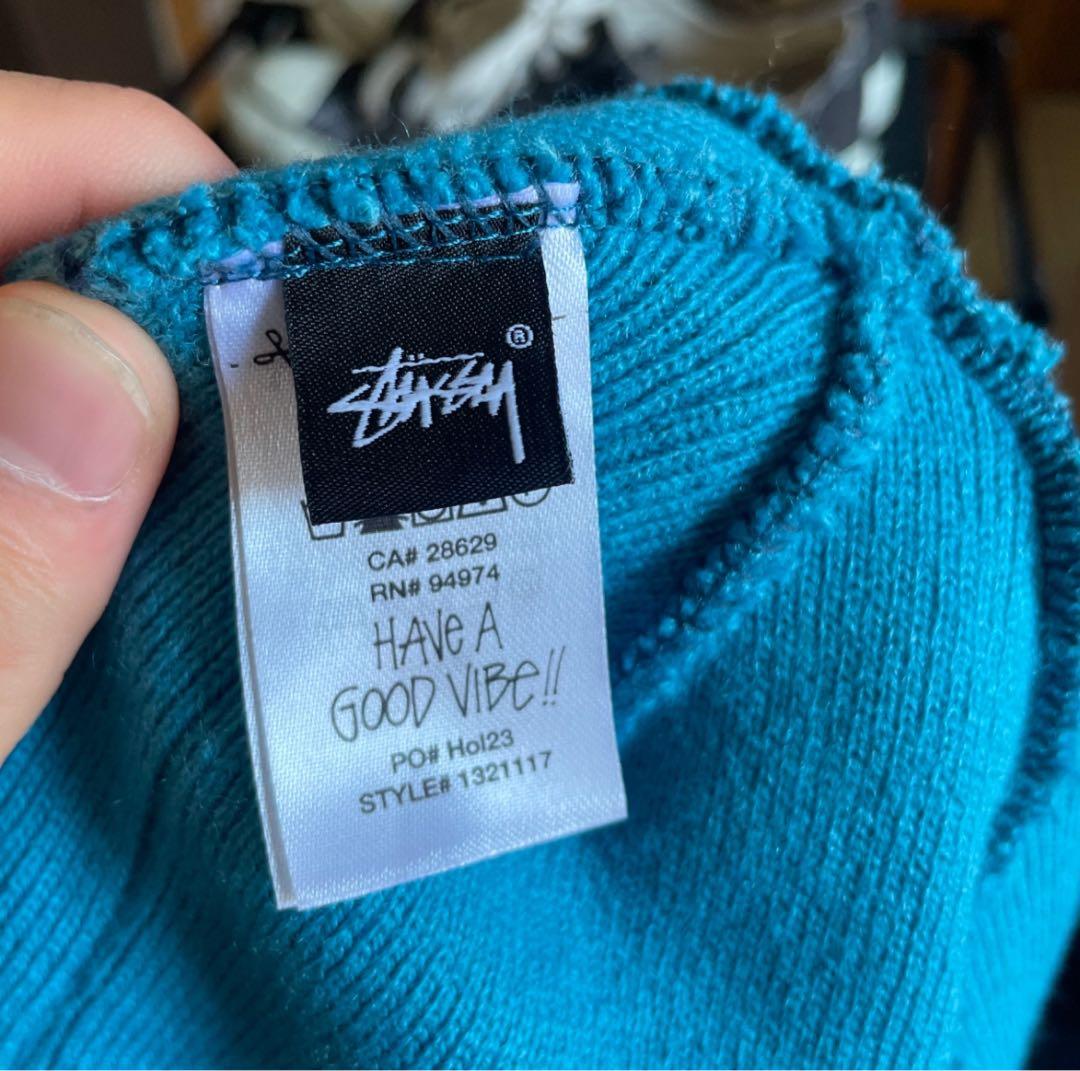 Stüssy ®
CA# 28629
RN# 94974
HAVE A
GOOD VIBE!!
PO# Hol23
STYLE# 1321117